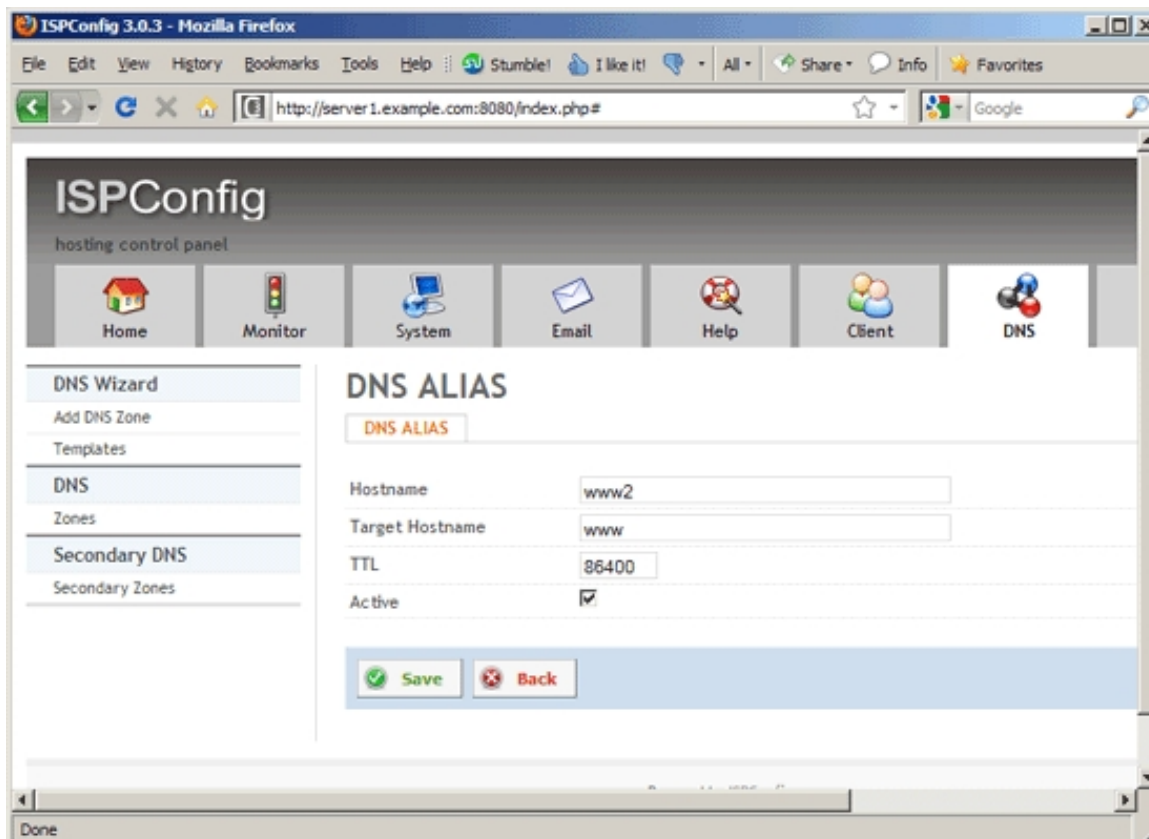 ISPConfig 3.0.3 - Mozilla Firefox
File Edit View History Bookmarks Tools Help Stumble! I like it! All Share Info Favorites
http://server1.example.com:8080/index.php# Google
ISPConfig
hosting control panel
Home Monitor System Email Help Client DNS
DNS Wizard
Add DNS Zone
Templates
DNS
Zones
Secondary DNS
Secondary Zones
DNS ALIAS
DNS ALIAS
Hostname www2
Target Hostname www
TTL 86400
Active
Save Back
Done